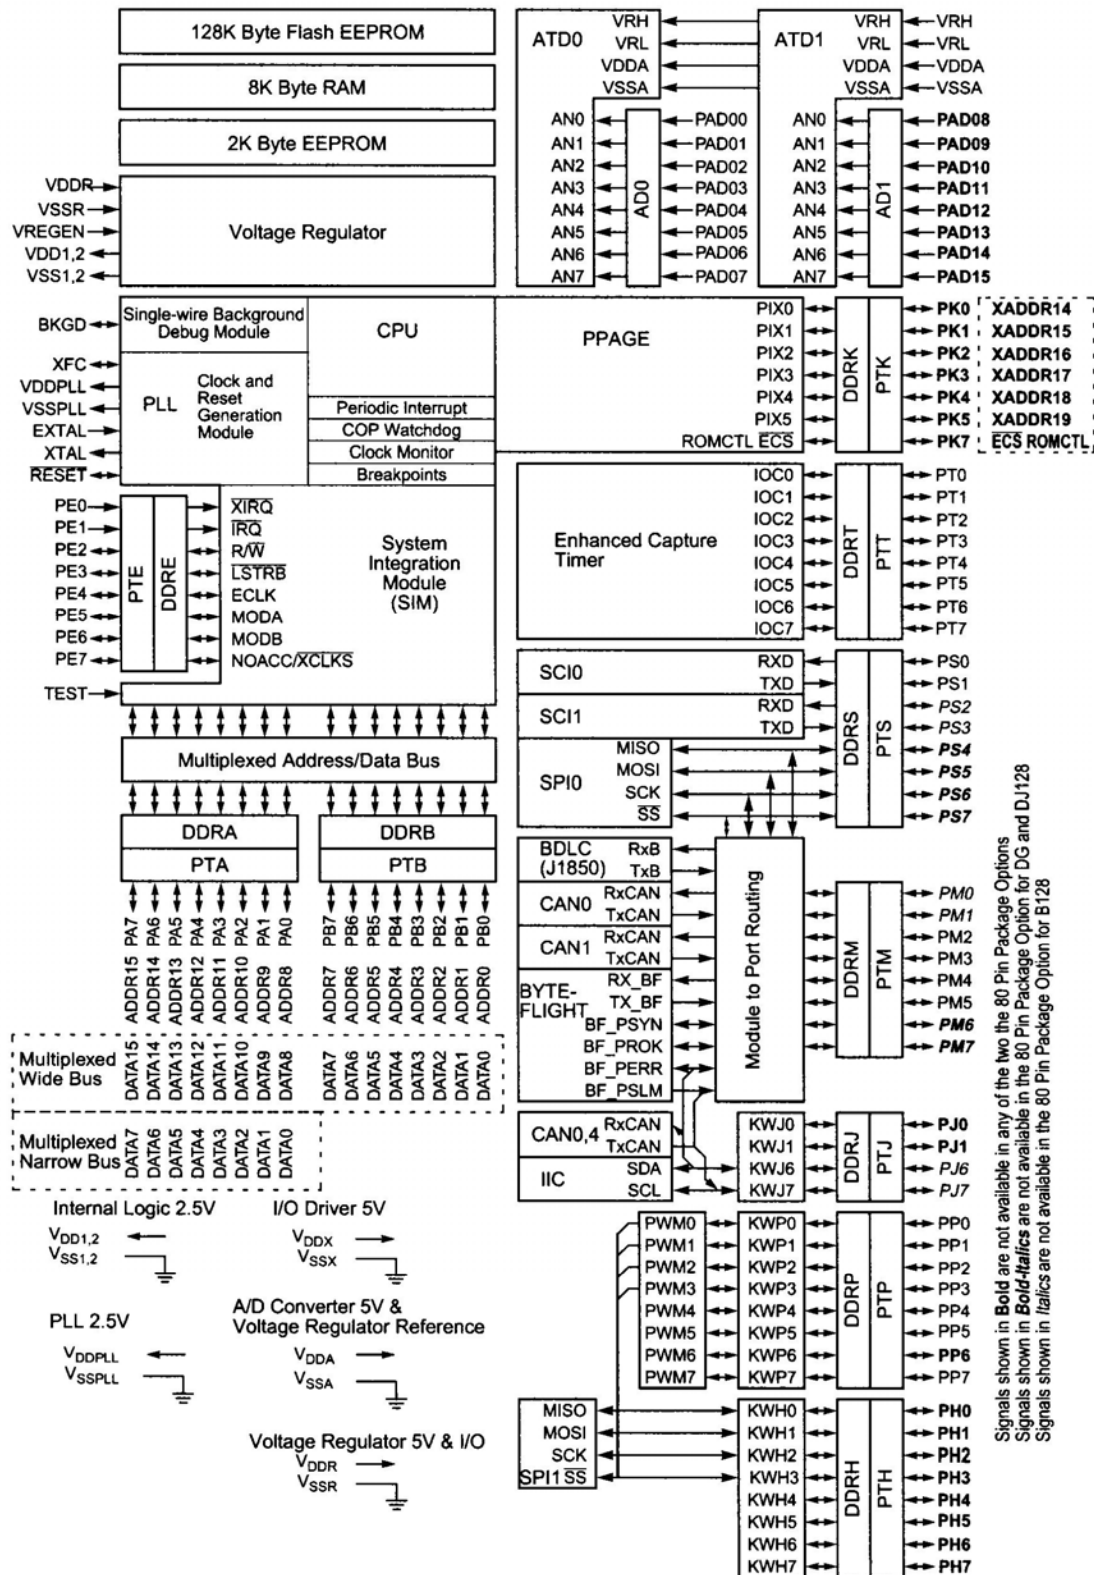 128K Byte Flash EEPROM
8K Byte RAM
2K Byte EEPROM
VDDR
VSSR
VREGEN
VDD1,2
VSS1,2
Voltage Regulator
ATD0
VRH
VRL
VDDA
VSSA
AN0
AN1
AN2
AN3
AN4
AN5
AN6
AN7
AD0
PAD00
PAD01
PAD02
PAD03
PAD04
PAD05
PAD06
PAD07
ATD1
VRH
VRL
VDDA
VSSA
VRH
VRL
VDDA
VSSA
AN0
AN1
AN2
AN3
AN4
AN5
AN6
AN7
AD1
PAD08
PAD09
PAD10
PAD11
PAD12
PAD13
PAD14
PAD15
BKGD
XFC
VDDPLL
VSSPLL
EXTAL
XTAL
RESET
Single-wire Background
Debug Module
CPU
PLL
Clock and
Reset
Generation
Module
Periodic Interrupt
COP Watchdog
Clock Monitor
Breakpoints
PPAGE
PIX0
PIX1
PIX2
PIX3
PIX4
PIX5
ROMCTL ECS
DDRK
PTK
PK0 XADDR14
PK1 XADDR15
PK2 XADDR16
PK3 XADDR17
PK4 XADDR18
PK5 XADDR19
PK7 ECS ROMCTL
PE0
PE1
PE2
PE3
PE4
PE5
PE6
PE7
TEST
PTE
DDRE
XIRQ
IRQ
R/W
LSTRB
ECLK
MODA
MODB
NOACC/XCLKS
System
Integration
Module
(SIM)
Enhanced Capture
Timer
IOC0
IOC1
IOC2
IOC3
IOC4
IOC5
IOC6
IOC7
DDRT
PTT
PT0
PT1
PT2
PT3
PT4
PT5
PT6
PT7
Multiplexed Address/Data Bus
DDRA
PTA
DDRB
PTB
PA7
PA6
PA5
PA4
PA3
PA2
PA1
PA0
PB7
PB6
PB5
PB4
PB3
PB2
PB1
PB0
ADDR15
ADDR14
ADDR13
ADDR12
ADDR11
ADDR10
ADDR9
ADDR8
ADDR7
ADDR6
ADDR5
ADDR4
ADDR3
ADDR2
ADDR1
ADDR0
Multiplexed
Wide Bus
DATA15
DATA14
DATA13
DATA12
DATA11
DATA10
DATA9
DATA8
DATA7
DATA6
DATA5
DATA4
DATA3
DATA2
DATA1
DATA0
Multiplexed
Narrow Bus
DATA7
DATA6
DATA5
DATA4
DATA3
DATA2
DATA1
DATA0
SCI0
RXD
TXD
SCI1
RXD
TXD
SPI0
MISO
MOSI
SCK
SS
DDRS
PTS
PS0
PS1
PS2
PS3
PS4
PS5
PS6
PS7
BDLC
(J1850)
RxB
TxB
CAN0
RxCAN
TxCAN
CAN1
RxCAN
TxCAN
BYTE-
FLIGHT
RX_BF
TX_BF
BF_PSYN
BF_PROK
BF_PERR
BF_PSLM
Module to Port Routing
DDRM
PTM
PM0
PM1
PM2
PM3
PM4
PM5
PM6
PM7
CAN0,4
RxCAN
TxCAN
IIC
SDA
SCL
KWJ0
KWJ1
KWJ6
KWJ7
DDRJ
PTJ
PJ0
PJ1
PJ6
PJ7
PWM0
PWM1
PWM2
PWM3
PWM4
PWM5
PWM6
PWM7
KWP0
KWP1
KWP2
KWP3
KWP4
KWP5
KWP6
KWP7
DDRP
PTP
PP0
PP1
PP2
PP3
PP4
PP5
PP6
PP7
MISO
MOSI
SCK
SPI1 SS
KWH0
KWH1
KWH2
KWH3
KWH4
KWH5
KWH6
KWH7
DDRH
PTH
PH0
PH1
PH2
PH3
PH4
PH5
PH6
PH7
Internal Logic 2.5V
VDD1,2
VSS1,2
I/O Driver 5V
VDDX
VSSX
PLL 2.5V
VDDPLL
VSSPLL
A/D Converter 5V &
Voltage Regulator Reference
VDDA
VSSA
Voltage Regulator 5V & I/O
VDDR
VSSR
Signals shown in Bold are not available in any of the two the 80 Pin Package Options
Signals shown in Bold-Italics are not available in the 80 Pin Package Option for DG and DJ128
Signals shown in Italics are not available in the 80 Pin Package Option for B128